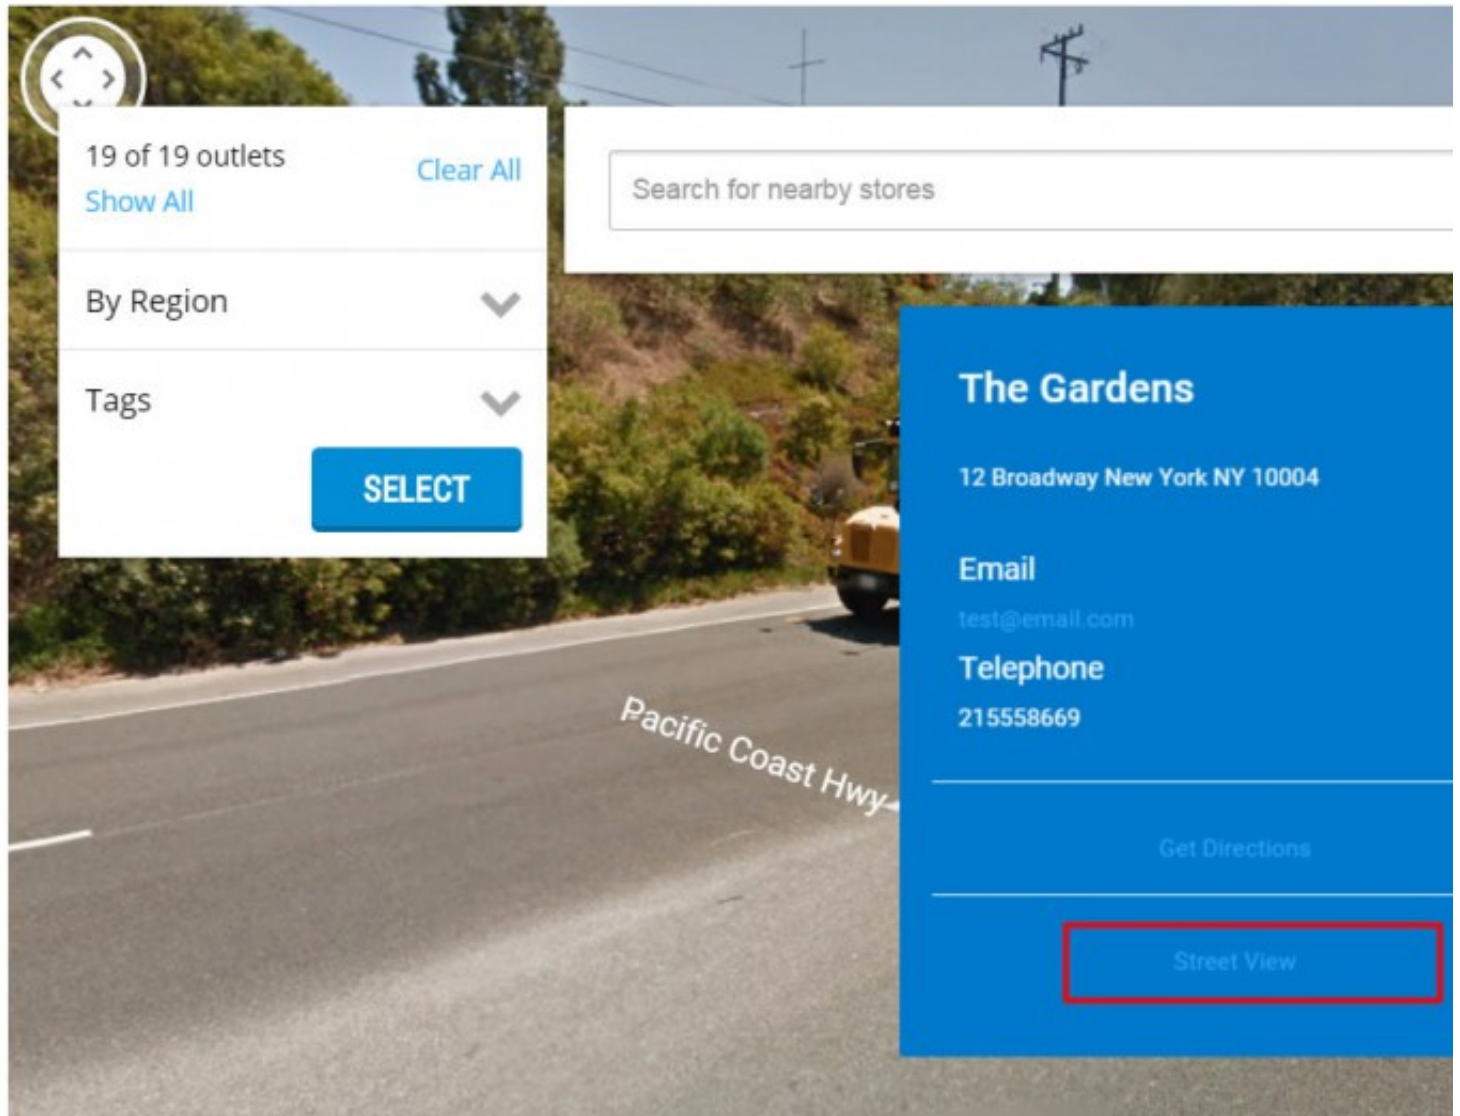 19 of 19 outlets
Clear All
Show All
Search for nearby stores
By Region
Tags
SELECT
The Gardens
12 Broadway New York NY 10004
Email
test@email.com
Telephone
215558669
Pacific Coast Hwy
Get Directions
Street View